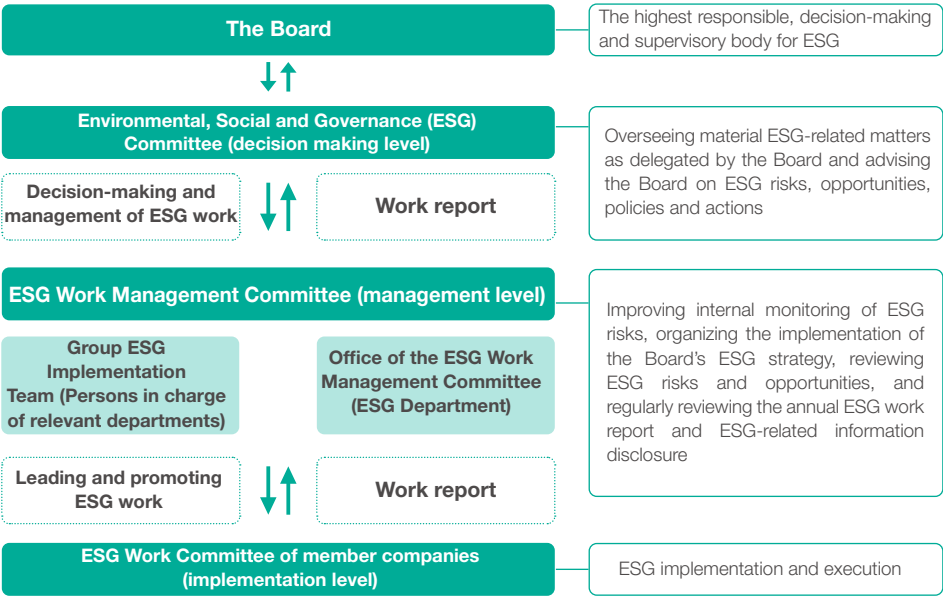 The Board
The highest responsible, decision-making
and supervisory body for ESG
Environmental, Social and Governance (ESG)
Committee (decision making level)
Overseeing material ESG-related matters
as delegated by the Board and advising
the Board on ESG risks, opportunities,
policies and actions
Decision-making and
management of ESG work
Work report
ESG Work Management Committee (management level)
Improving internal monitoring of ESG
risks, organizing the implementation of
the Board's ESG strategy, reviewing
ESG risks and opportunities, and
regularly reviewing the annual ESG work
report and ESG-related information
disclosure
Group ESG
Implementation
Team (Persons in charge
of relevant departments)
Office of the ESG Work
Management Committee
(ESG Department)
Leading and promoting
ESG work
Work report
ESG Work Committee of member companies
(implementation level)
ESG implementation and execution